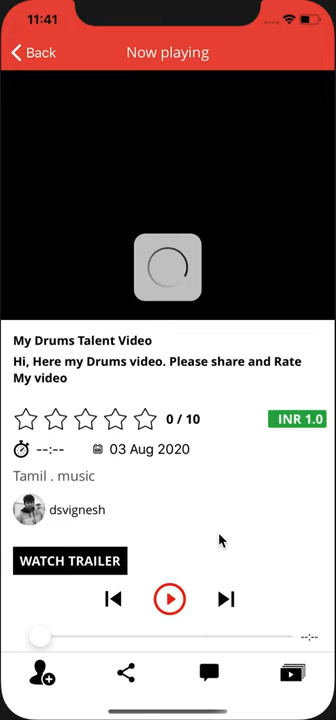 11:41
Back
Now playing
My Drums Talent Video
Hi, Here my Drums video. Please share and Rate
My video
0 / 10
INR 1.0
--:--
03 Aug 2020
Tamil . music
dsvignesh
WATCH TRAILER
--:--